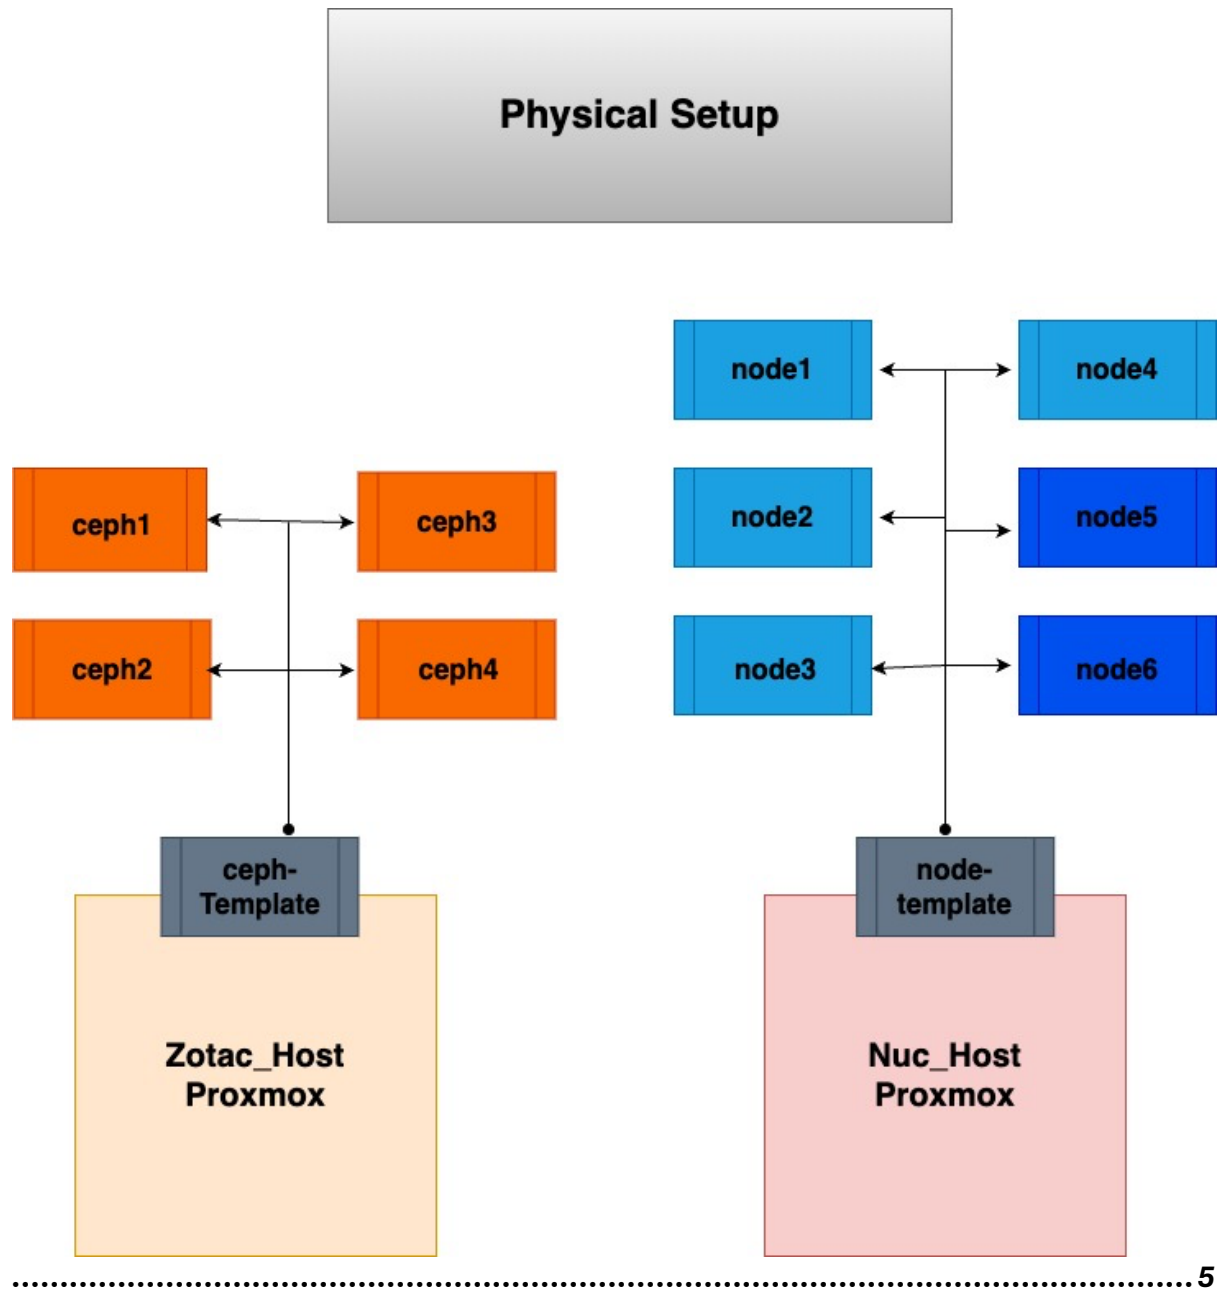 Physical Setup
node1
node4
ceph1
ceph3
node2
node5
ceph2
ceph4
node3
node6
ceph-
Template
node-
template
Zotac_Host
Proxmox
Nuc_Host
Proxmox
5